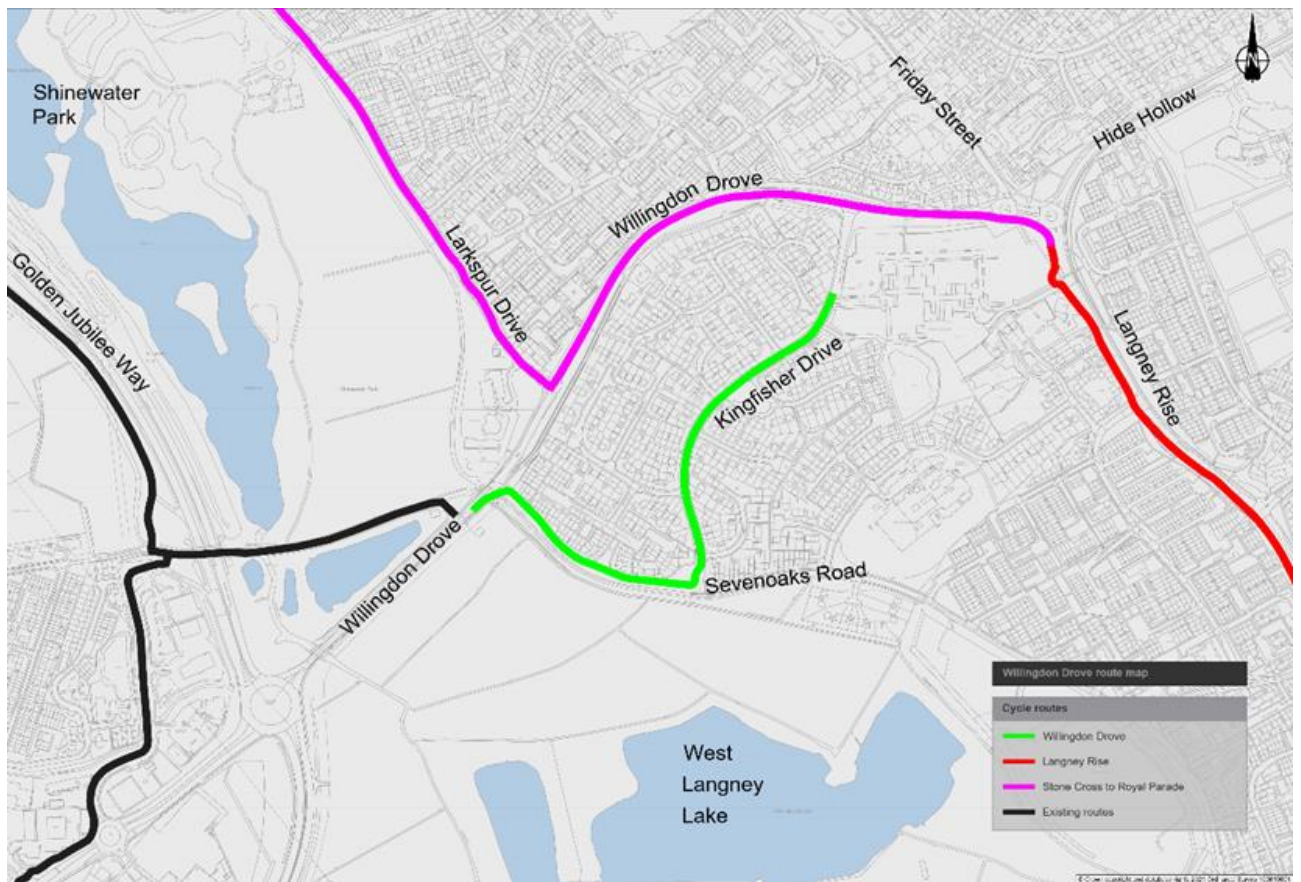 Shinewater
Park
Friday Street
Hide Hollow
Willingdon Drove
Larkspur Drive
Golden Jubilee Way
Langney Rise
Kingfisher Drive
Willingdon Drove
Sevenoaks Road
West
Langney
Lake
N
Willingdon Drove route map
Cycle routes
Willingdon Drove
Langney Rise
Stone Cross to Royal Parade
Existing routes